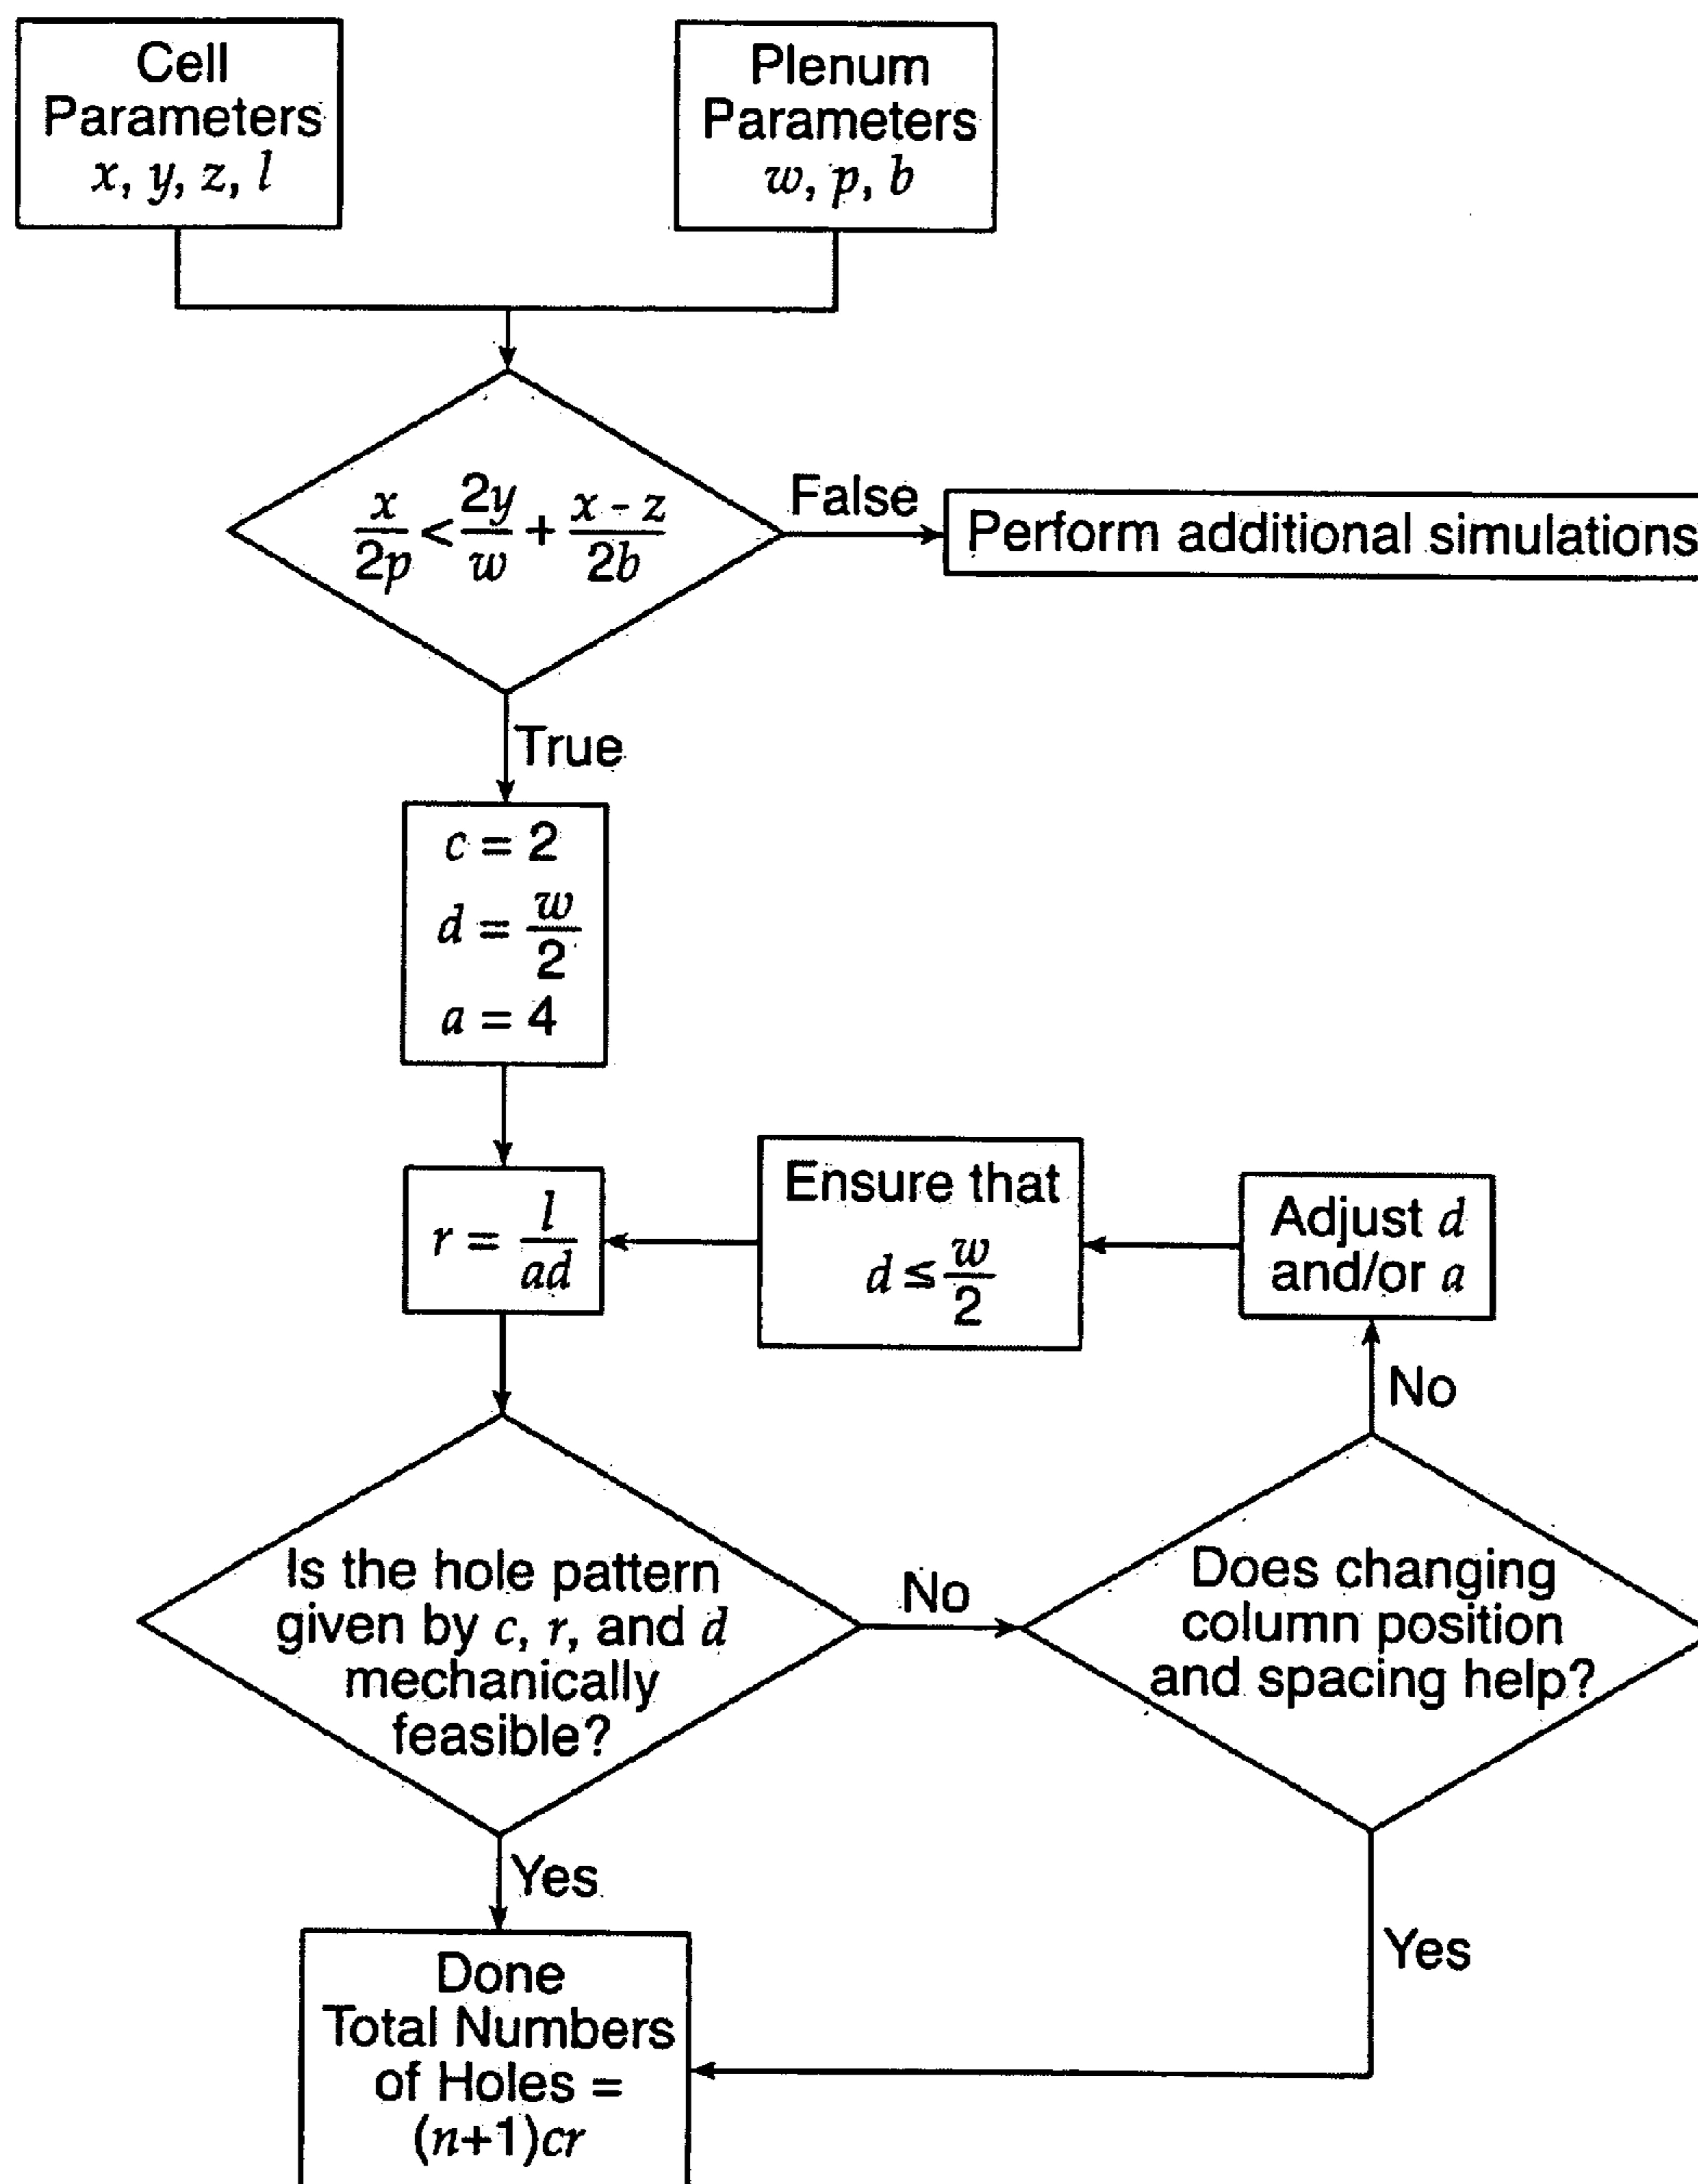 Cell
Parameters
x, y, z, l
Plenum
Parameters
w, p, b
x/2p < 2y/w + (x - z)/2b
False
Perform additional simulations
True
c = 2
d = w/2
a = 4
r = l/ad
Ensure that
d ≤ w/2
Adjust d
and/or a
No
Is the hole pattern
given by c, r, and d
mechanically
feasible?
No
Does changing
column position
and spacing help?
Yes
Yes
Done
Total Numbers
of Holes =
(n+1)cr